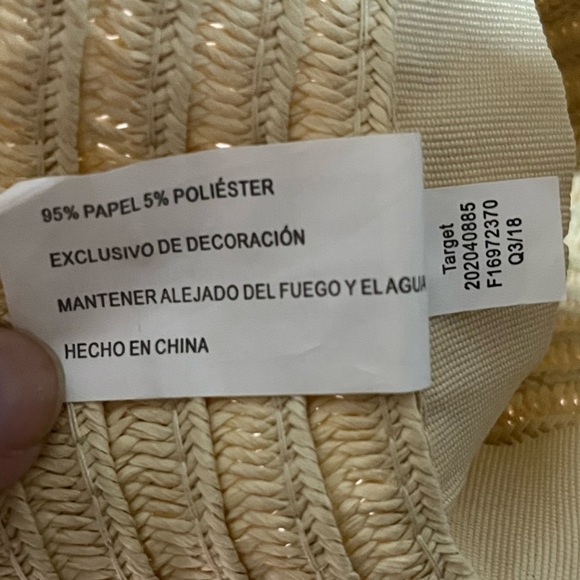 95% PAPEL 5% POLIÉSTER
EXCLUSIVO DE DECORACIÓN
MANTENER ALEJADO DEL FUEGO Y EL AGUA
HECHO EN CHINA
Target
202040885
F16972370
Q3/18